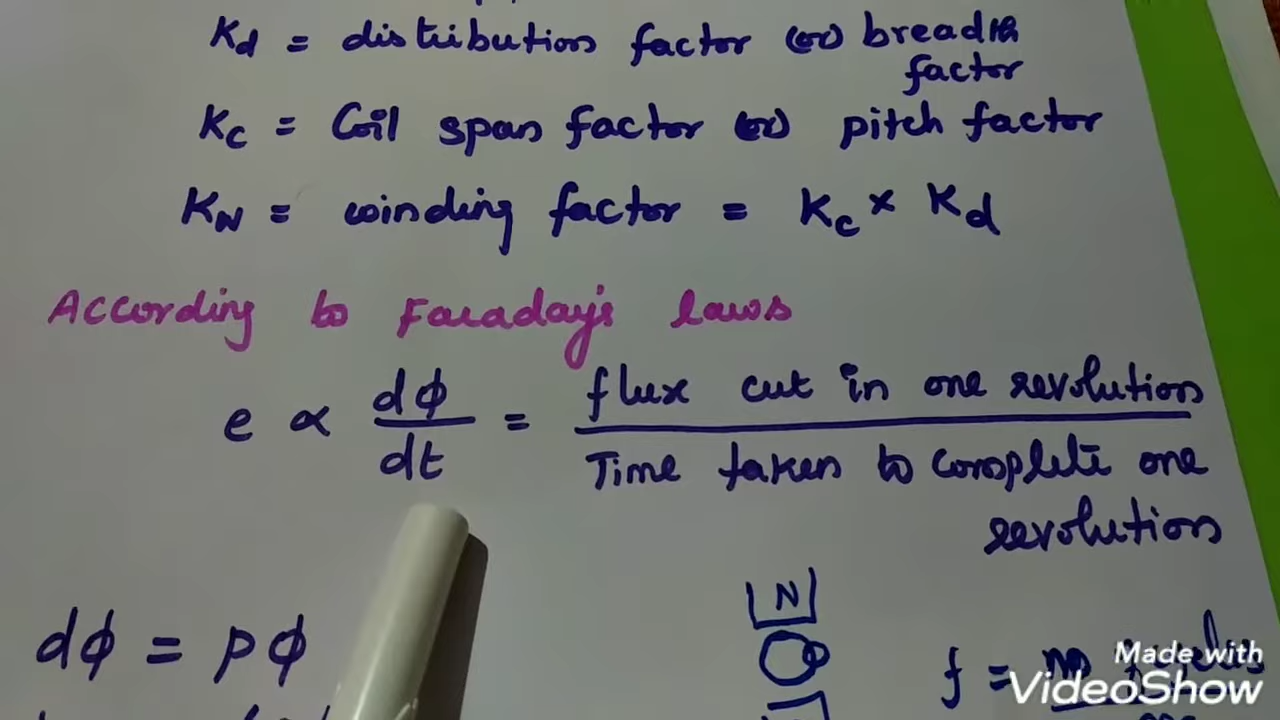 Kd = distribution factor (or) breadth
factor
Kc = Coil span factor (or) pitch factor
KN = winding factor = Kc × Kd
According to Faraday's laws
e ∝ dφ/dt = flux cut in one revolution / Time taken to complete one
revolution
N
dφ = Pφ
f = no
Made with
VideoShow